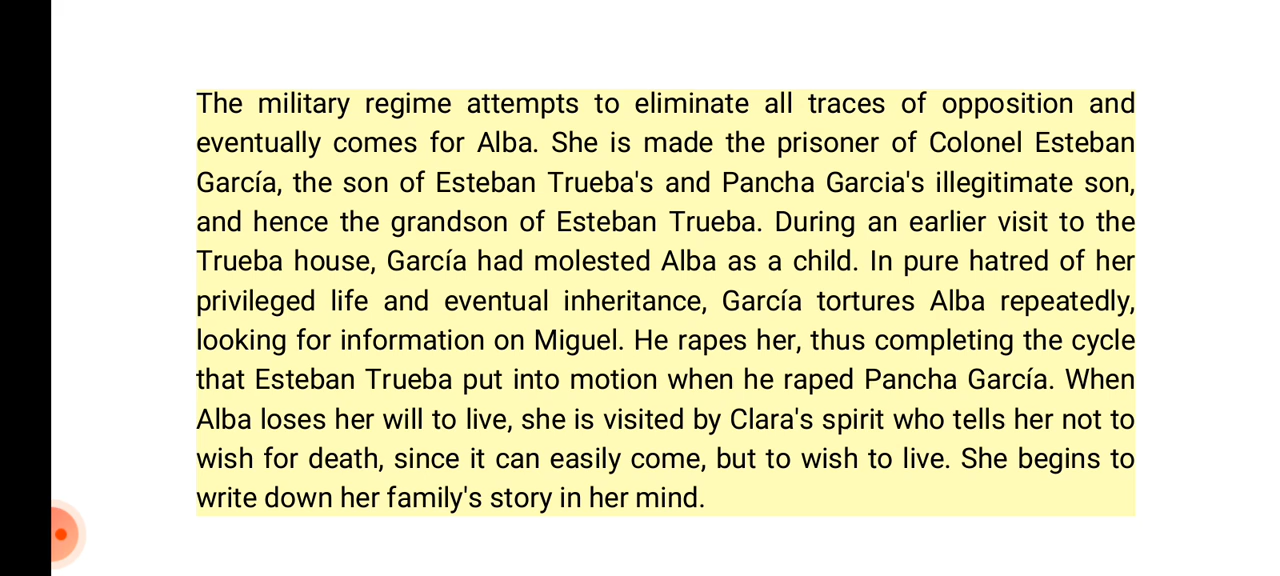 The military regime attempts to eliminate all traces of opposition and
eventually comes for Alba. She is made the prisoner of Colonel Esteban
García, the son of Esteban Trueba's and Pancha Garcia's illegitimate son,
and hence the grandson of Esteban Trueba. During an earlier visit to the
Trueba house, García had molested Alba as a child. In pure hatred of her
privileged life and eventual inheritance, García tortures Alba repeatedly,
looking for information on Miguel. He rapes her, thus completing the cycle
that Esteban Trueba put into motion when he raped Pancha García. When
Alba loses her will to live, she is visited by Clara's spirit who tells her not to
wish for death, since it can easily come, but to wish to live. She begins to
write down her family's story in her mind.